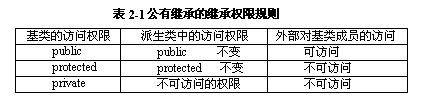 表 2-1 公有继承的继承权限规则
基类的访问权限 派生类中的访问权限 外部对基类成员的访问
public public 不变 可访问
protected protected 不变 不可访问
private 不可访问的权限 不可访问